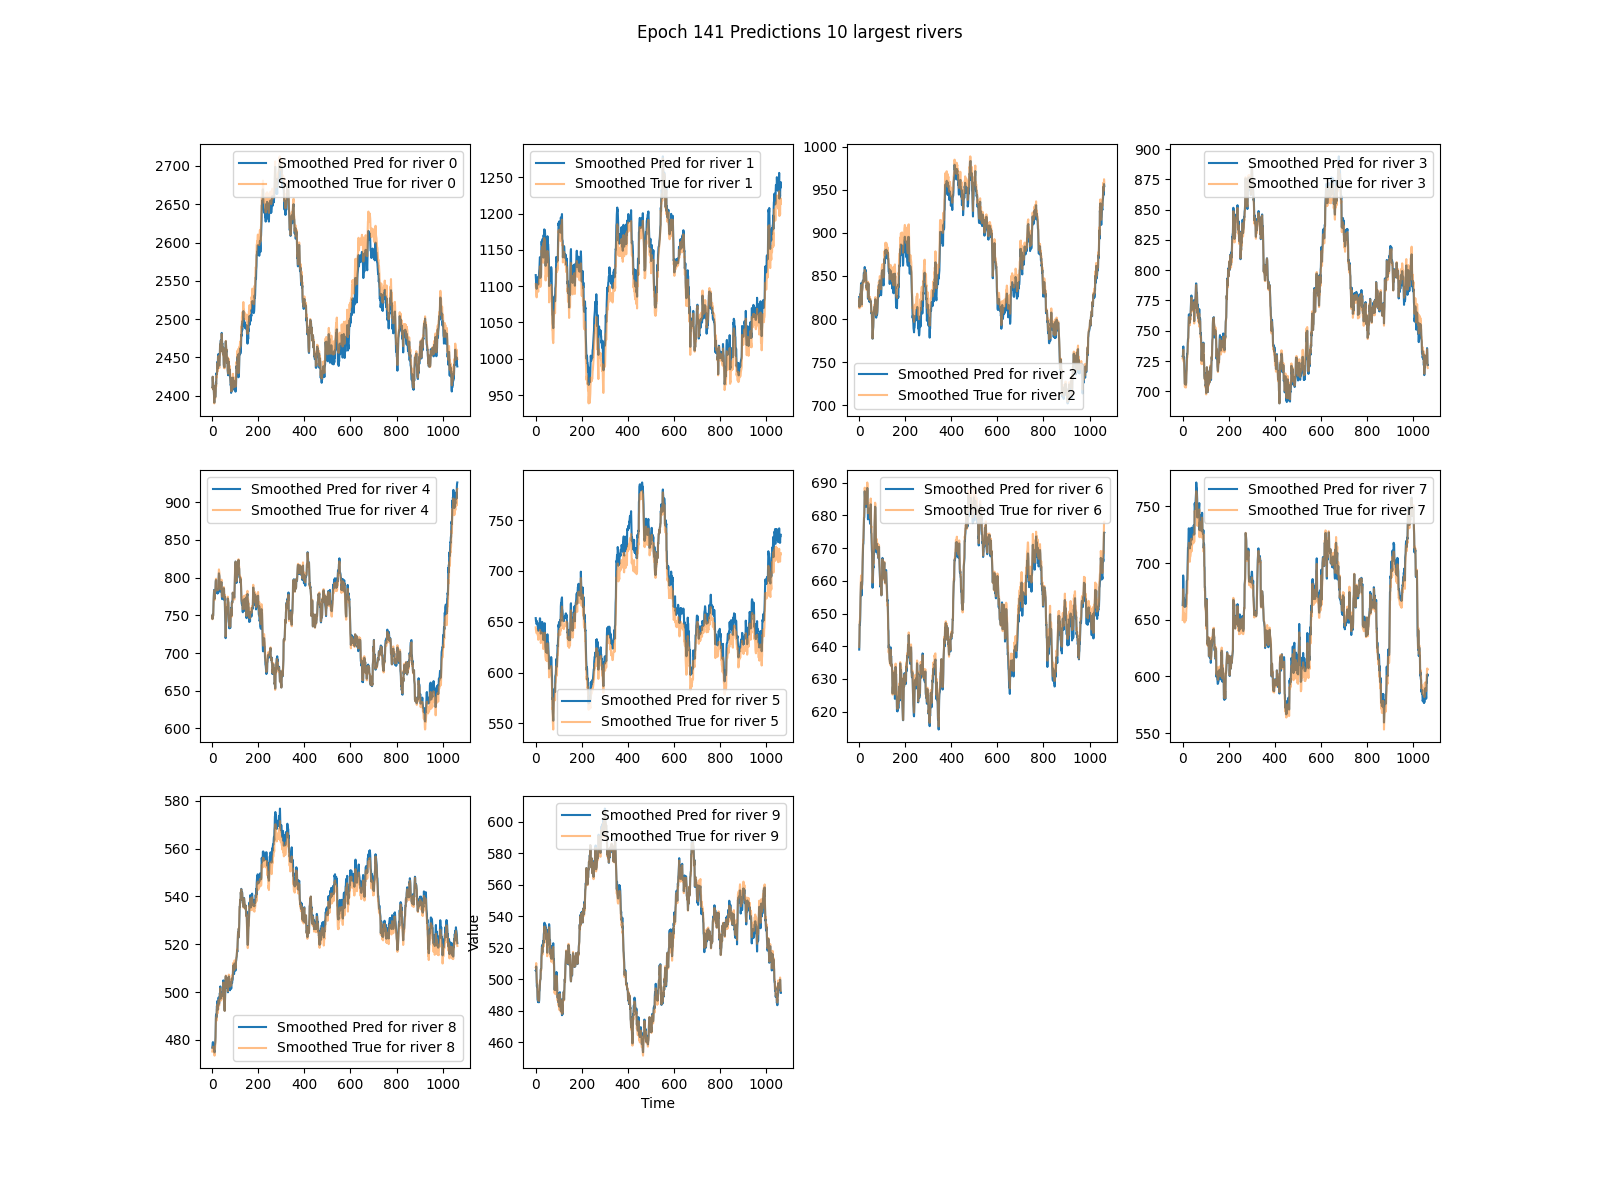 Epoch 141 Predictions 10 largest rivers
Smoothed Pred for river 0
Smoothed True for river 0
2700
2650
2600
2550
2500
2450
2400
0 200 400 600 800 1000
Smoothed Pred for river 1
Smoothed True for river 1
1250
1200
1150
1100
1050
1000
950
0 200 400 600 800 1000
1000
950
900
850
800
750
700
Smoothed Pred for river 2
Smoothed True for river 2
0 200 400 600 800 1000
Smoothed Pred for river 3
Smoothed True for river 3
900
875
850
825
800
775
750
725
700
0 200 400 600 800 1000
Smoothed Pred for river 4
Smoothed True for river 4
900
850
800
750
700
650
600
0 200 400 600 800 1000
750
700
650
600
550
Smoothed Pred for river 5
Smoothed True for river 5
0 200 400 600 800 1000
Smoothed Pred for river 6
Smoothed True for river 6
690
680
670
660
650
640
630
620
0 200 400 600 800 1000
Smoothed Pred for river 7
Smoothed True for river 7
750
700
650
600
550
0 200 400 600 800 1000
580
560
540
520
500
480
Smoothed Pred for river 8
Smoothed True for river 8
0 200 400 600 800 1000
Smoothed Pred for river 9
Smoothed True for river 9
600
580
560
540
520
500
480
460
Value
0 200 400 600 800 1000
Time